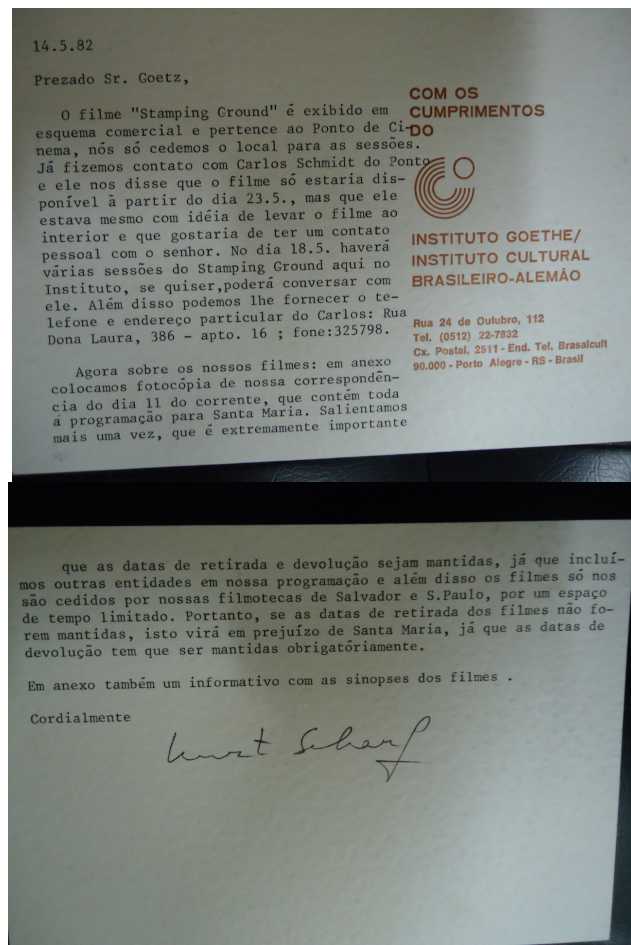 14.5.82
Prezado Sr. Goetz,
O filme "Stamping Ground" é exibido em
esquema comercial e pertence ao Ponto de Ci-
nema, nós só cedemos o local para as sessões.
Já fizemos contato com Carlos Schmidt do Ponto
e ele nos disse que o filme só estaria dis-
ponível à partir do dia 23.5., mas que ele
estava mesmo com idéia de levar o filme ao
interior e que gostaria de ter um contato
pessoal com o senhor. No dia 18.5. haverá
várias sessões do Stamping Ground aqui no
Instituto, se quiser,poderá conversar com
ele. Além disso podemos lhe fornecer o te-
lefone e endereço particular do Carlos: Rua
Dona Laura, 386 - apto. 16 ; fone:325798.
Agora sobre os nossos filmes: em anexo
colocamos fotocópia de nossa correspondên-
cia do dia 11 do corrente, que contém toda
a programação para Santa Maria. Salientamos
mais uma vez, que é extremamente importante
COM OS
CUMPRIMENTOS
DO
INSTITUTO GOETHE/
INSTITUTO CULTURAL
BRASILEIRO-ALEMÃO
Rua 24 de Outubro, 112
Tel. (0512) 22-7832
Cx. Postal, 2511 - End. Tel. Brasalcult
90.000 - Porto Alegre - RS - Brasil
que as datas de retirada e devolução sejam mantidas, já que incluí-
mos outras entidades em nossa programação e além disso os filmes só nos
são cedidos por nossas filmotecas de Salvador e S.Paulo, por um espaço
de tempo limitado. Portanto, se as datas de retirada dos filmes não fo-
rem mantidas, isto virá em prejuízo de Santa Maria, já que as datas de
devolução tem que ser mantidas obrigatóriamente.
Em anexo também um informativo com as sinopses dos filmes .
Cordialmente
Kurt Scharf